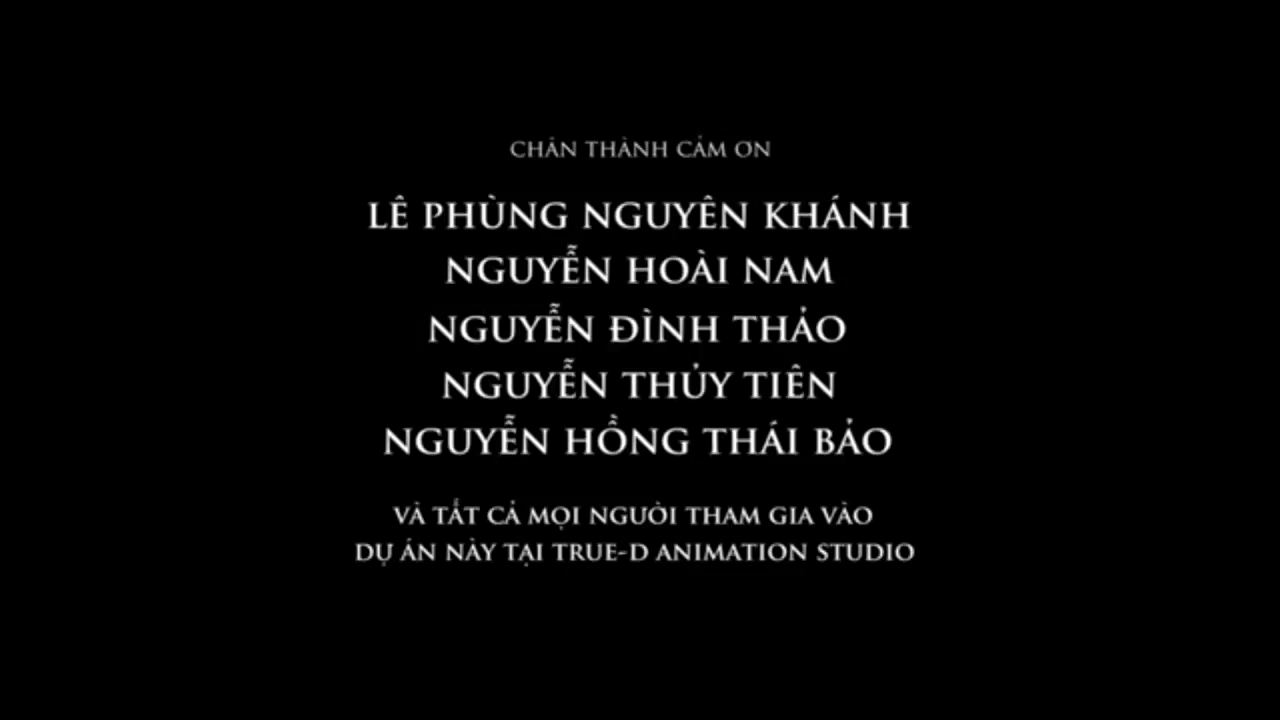 CHÂN THÀNH CẢM ƠN
LÊ PHÙNG NGUYÊN KHÁNH
NGUYỄN HOÀI NAM
NGUYỄN ĐÌNH THẢO
NGUYỄN THỦY TIÊN
NGUYỄN HỒNG THÁI BẢO
VÀ TẤT CẢ MỌI NGƯỜI THAM GIA VÀO
DỰ ÁN NÀY TẠI TRUE-D ANIMATION STUDIO